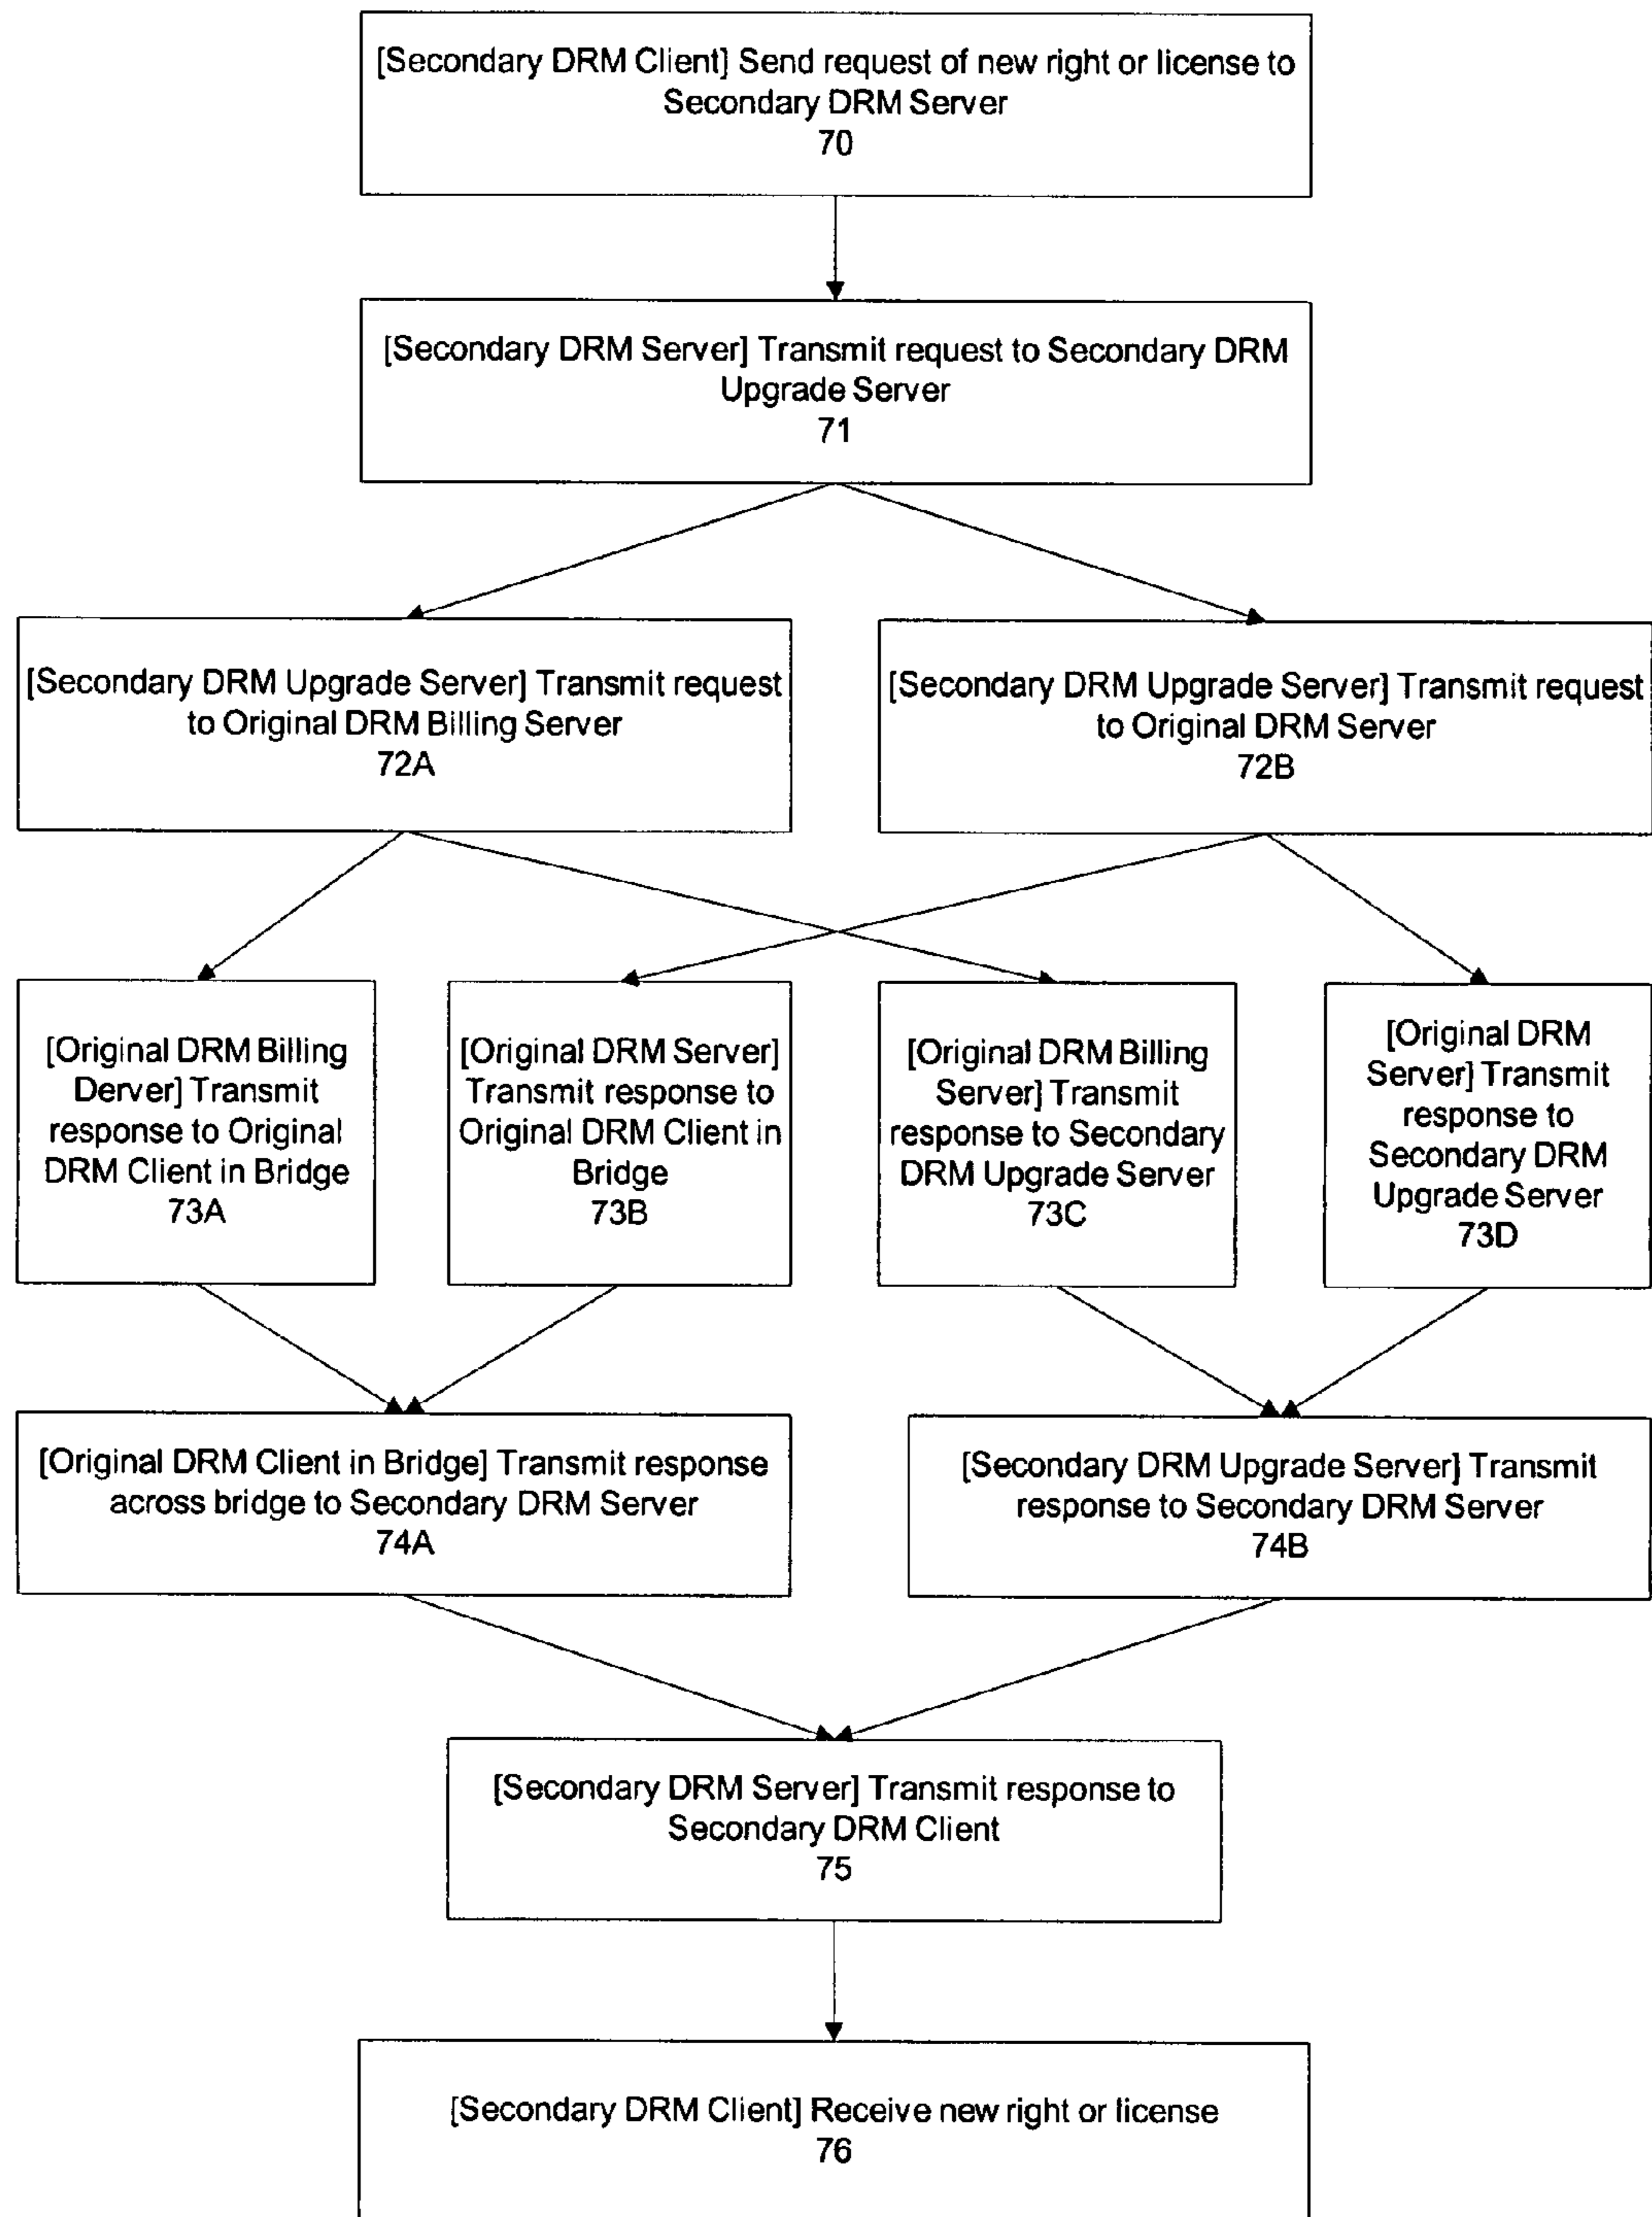 [Secondary DRM Client] Send request of new right or license to
Secondary DRM Server
70
[Secondary DRM Server] Transmit request to Secondary DRM
Upgrade Server
71
[Secondary DRM Upgrade Server] Transmit request
to Original DRM Billing Server
72A
[Secondary DRM Upgrade Server] Transmit request
to Original DRM Server
72B
[Original DRM Billing
Derver] Transmit
response to Original
DRM Client in Bridge
73A
[Original DRM Server]
Transmit response to
Original DRM Client in
Bridge
73B
[Original DRM Billing
Server] Transmit
response to Secondary
DRM Upgrade Server
73C
[Original DRM
Server] Transmit
response to
Secondary DRM
Upgrade Server
73D
[Original DRM Client in Bridge] Transmit response
across bridge to Secondary DRM Server
74A
[Secondary DRM Upgrade Server] Transmit
response to Secondary DRM Server
74B
[Secondary DRM Server] Transmit response to
Secondary DRM Client
75
[Secondary DRM Client] Receive new right or license
76